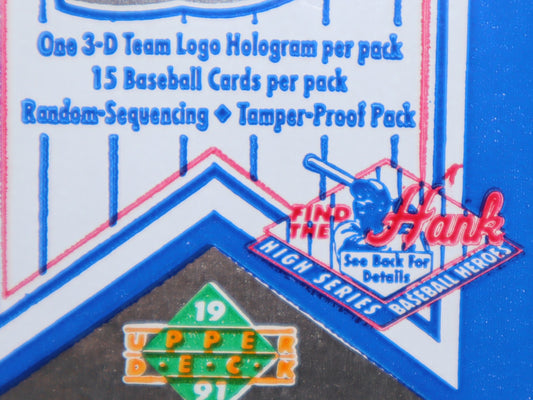 One 3-D Team Logo Hologram per pack
15 Baseball Cards per pack
Random-Sequencing ◆ Tamper-Proof Pack
FIND
THE
Hank
See Back For
Details
HIGH SERIES
BASEBALL HEROES
19
UPPER
DECK
91